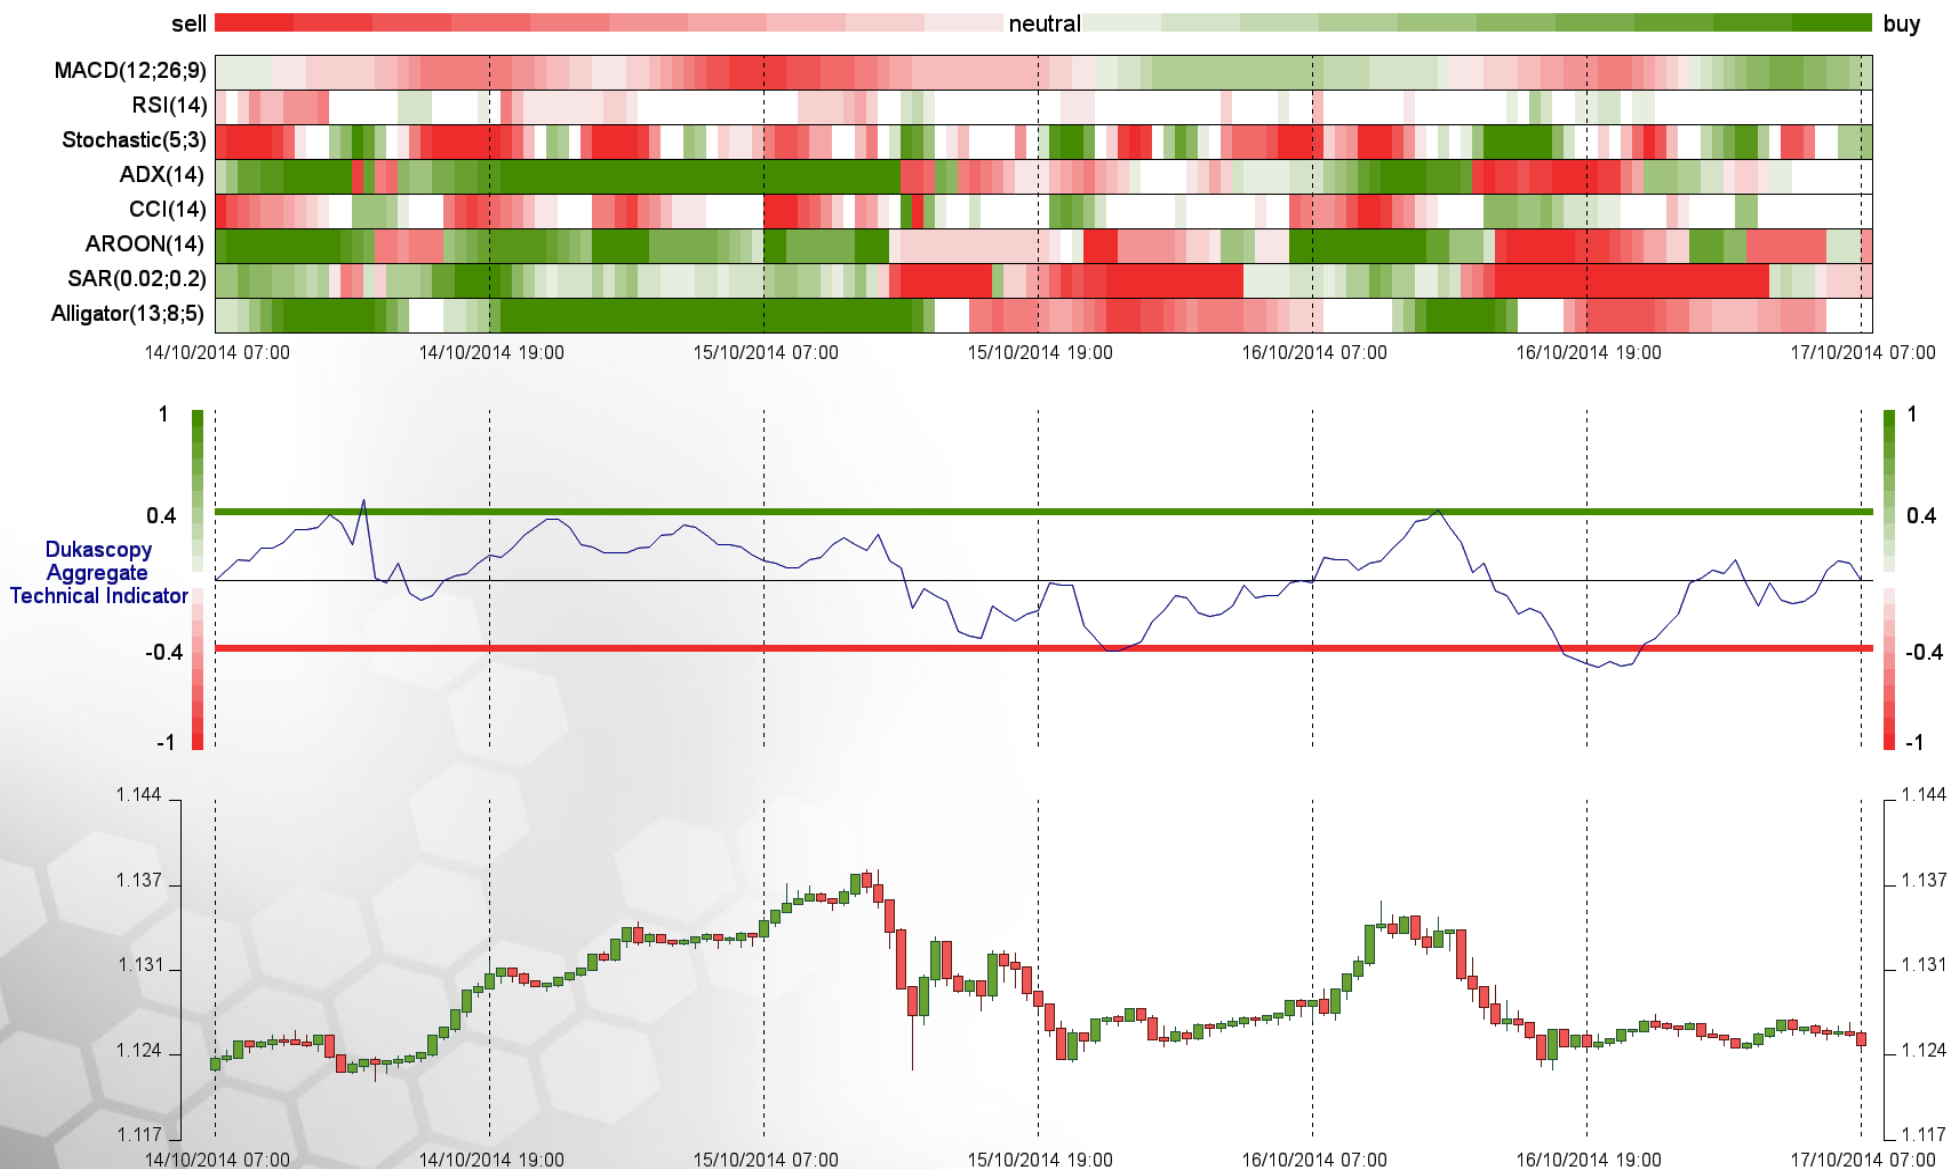 sell neutral buy
MACD(12;26;9)
RSI(14)
Stochastic(5;3)
ADX(14)
CCI(14)
AROON(14)
SAR(0.02;0.2)
Alligator(13;8;5)
14/10/2014 07:00 14/10/2014 19:00 15/10/2014 07:00 15/10/2014 19:00 16/10/2014 07:00 16/10/2014 19:00 17/10/2014 07:00
1 1
0.4 0.4
Dukascopy
Aggregate
Technical Indicator
-0.4 -0.4
-1 -1
1.144 1.144
1.137 1.137
1.131 1.131
1.124 1.124
1.117 1.117
14/10/2014 07:00 14/10/2014 19:00 15/10/2014 07:00 15/10/2014 19:00 16/10/2014 07:00 16/10/2014 19:00 17/10/2014 07:00